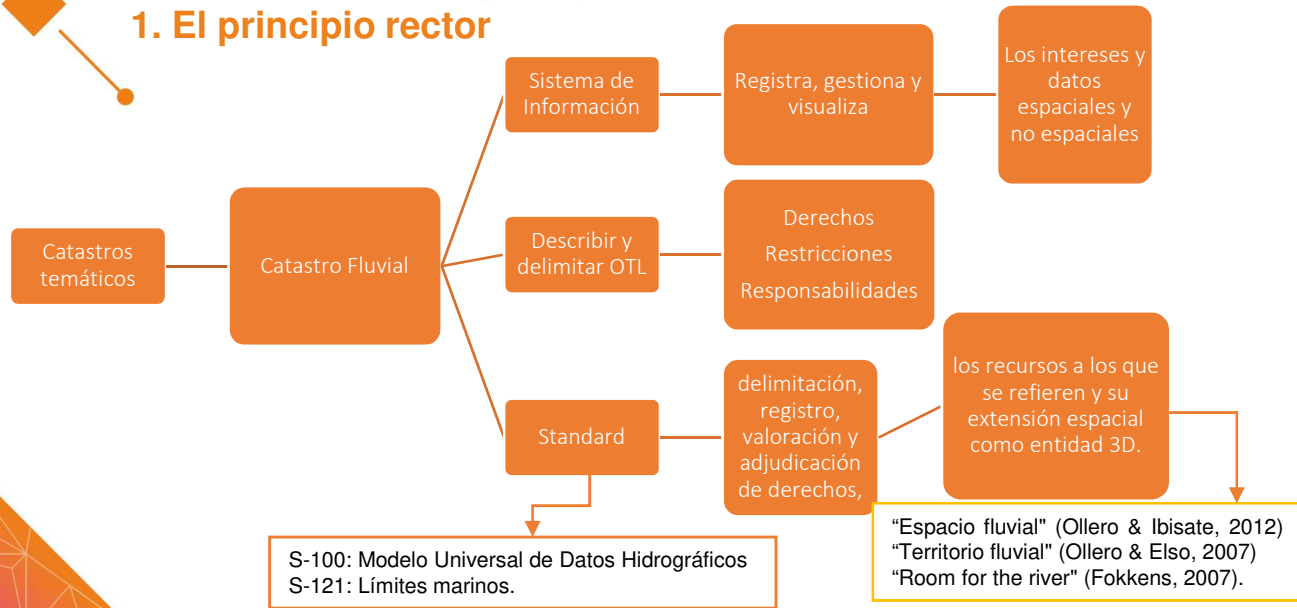 1. El principio rector
Catastros
temáticos
Catastro Fluvial
Sistema de
Información
Registra, gestiona y
visualiza
Los intereses y
datos
espaciales y
no espaciales
Describir y
delimitar OTL
Derechos
Restricciones
Responsabilidades
Standard
delimitación,
registro,
valoración y
adjudicación
de derechos,
los recursos a los que
se refieren y su
extensión espacial
como entidad 3D.
S-100: Modelo Universal de Datos Hidrográficos
S-121: Límites marinos.
“Espacio fluvial" (Ollero & Ibisate, 2012)
“Territorio fluvial" (Ollero & Elso, 2007)
“Room for the river" (Fokkens, 2007).